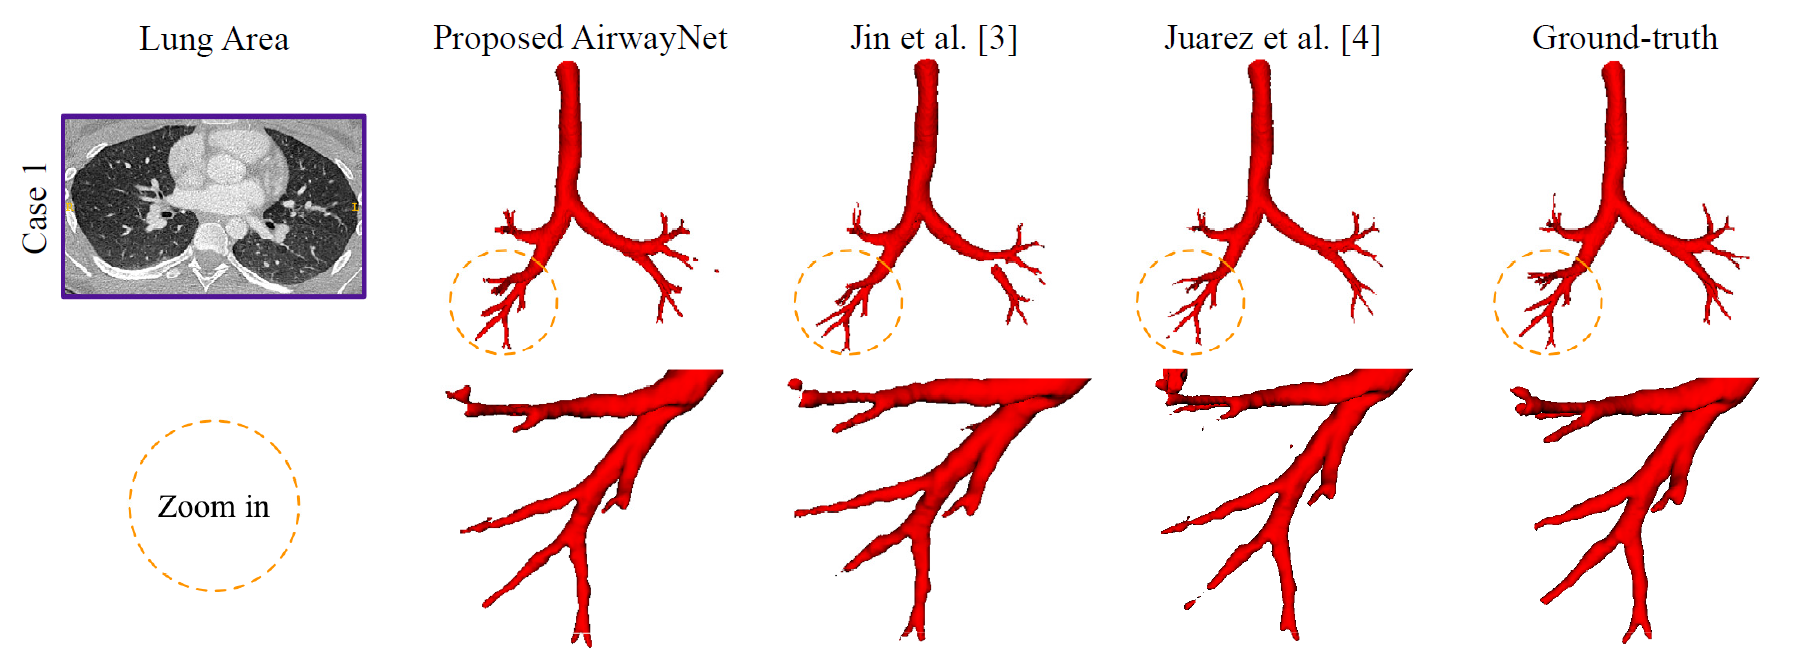 Lung Area
Proposed AirwayNet
Jin et al. [3]
Juarez et al. [4]
Ground-truth
Case 1
L
Zoom in